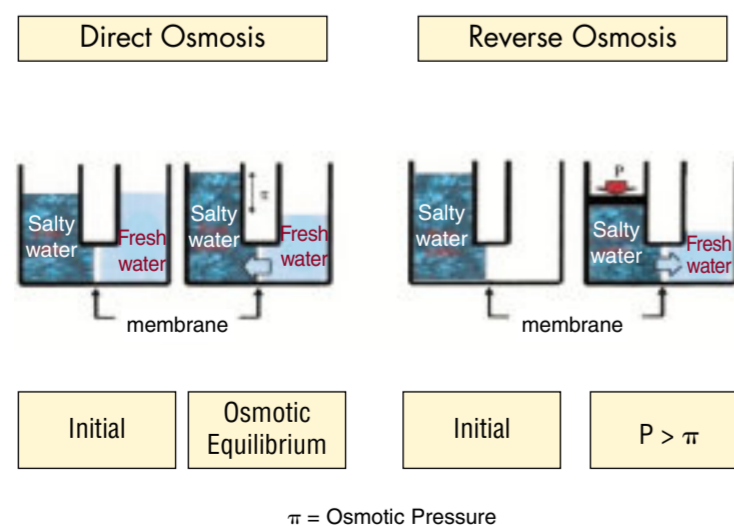 Direct Osmosis
Reverse Osmosis
Salty
water
Fresh
water
Salty
water
π
Fresh
water
Salty
water
P
Salty
water
Fresh
water
membrane
membrane
Initial
Osmotic
Equilibrium
Initial
P > π
π = Osmotic Pressure